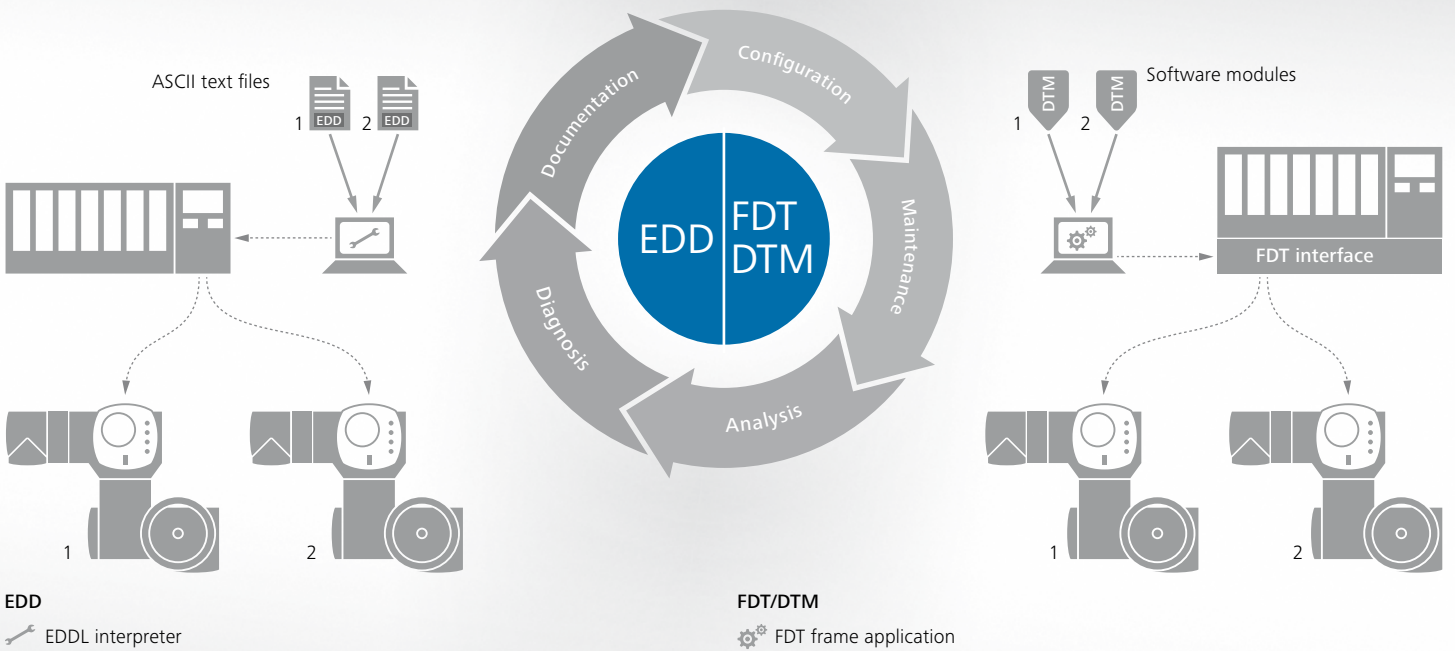 ASCII text files
1
EDD
2
EDD
Documentation
Configuration
Maintenance
Analysis
Diagnosis
EDD
FDT
DTM
DTM
1
DTM
2
Software modules
FDT interface
1
2
1
2
EDD
EDDL interpreter
FDT/DTM
FDT frame application